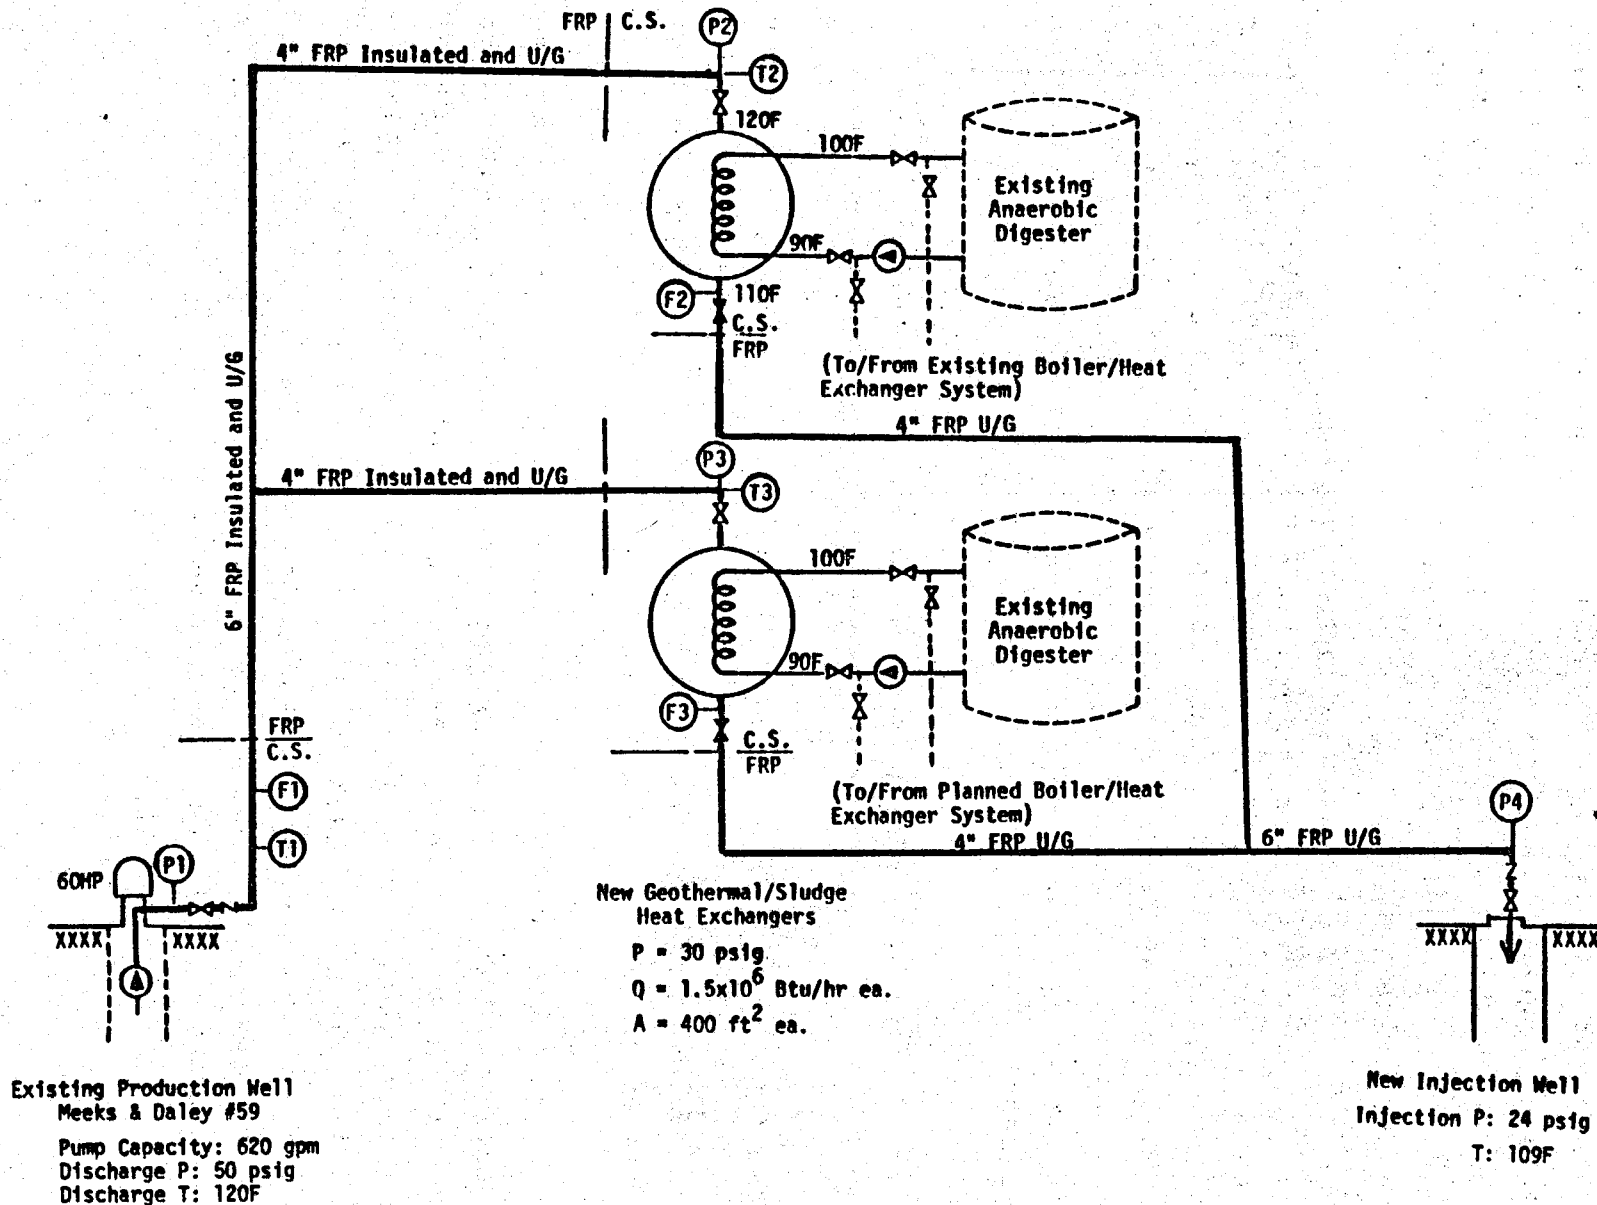 FRP C.S. P2
4" FRP Insulated and U/G
T2
120F
100F
Existing
Anaerobic
Digester
90F
F2 110F
C.S.
FRP
(To/From Existing Boiler/Heat
Exchanger System)
4" FRP U/G
6" FRP Insulated and U/G
P3
4" FRP Insulated and U/G
T3
100F
Existing
Anaerobic
Digester
90F
F3
FRP
C.S.
C.S.
FRP
F1
(To/From Planned Boiler/Heat
Exchanger System)
P4
T1
4" FRP U/G
6" FRP U/G
60HP P1
XXXX XXXX
New Geothermal/Sludge
Heat Exchangers
P = 30 psig
Q = 1.5x10^6 Btu/hr ea.
A = 400 ft^2 ea.
XXXX XXXX
Existing Production Well
Meeks & Daley #59
Pump Capacity: 620 gpm
Discharge P: 50 psig
Discharge T: 120F
New Injection Well
Injection P: 24 psig
T: 109F